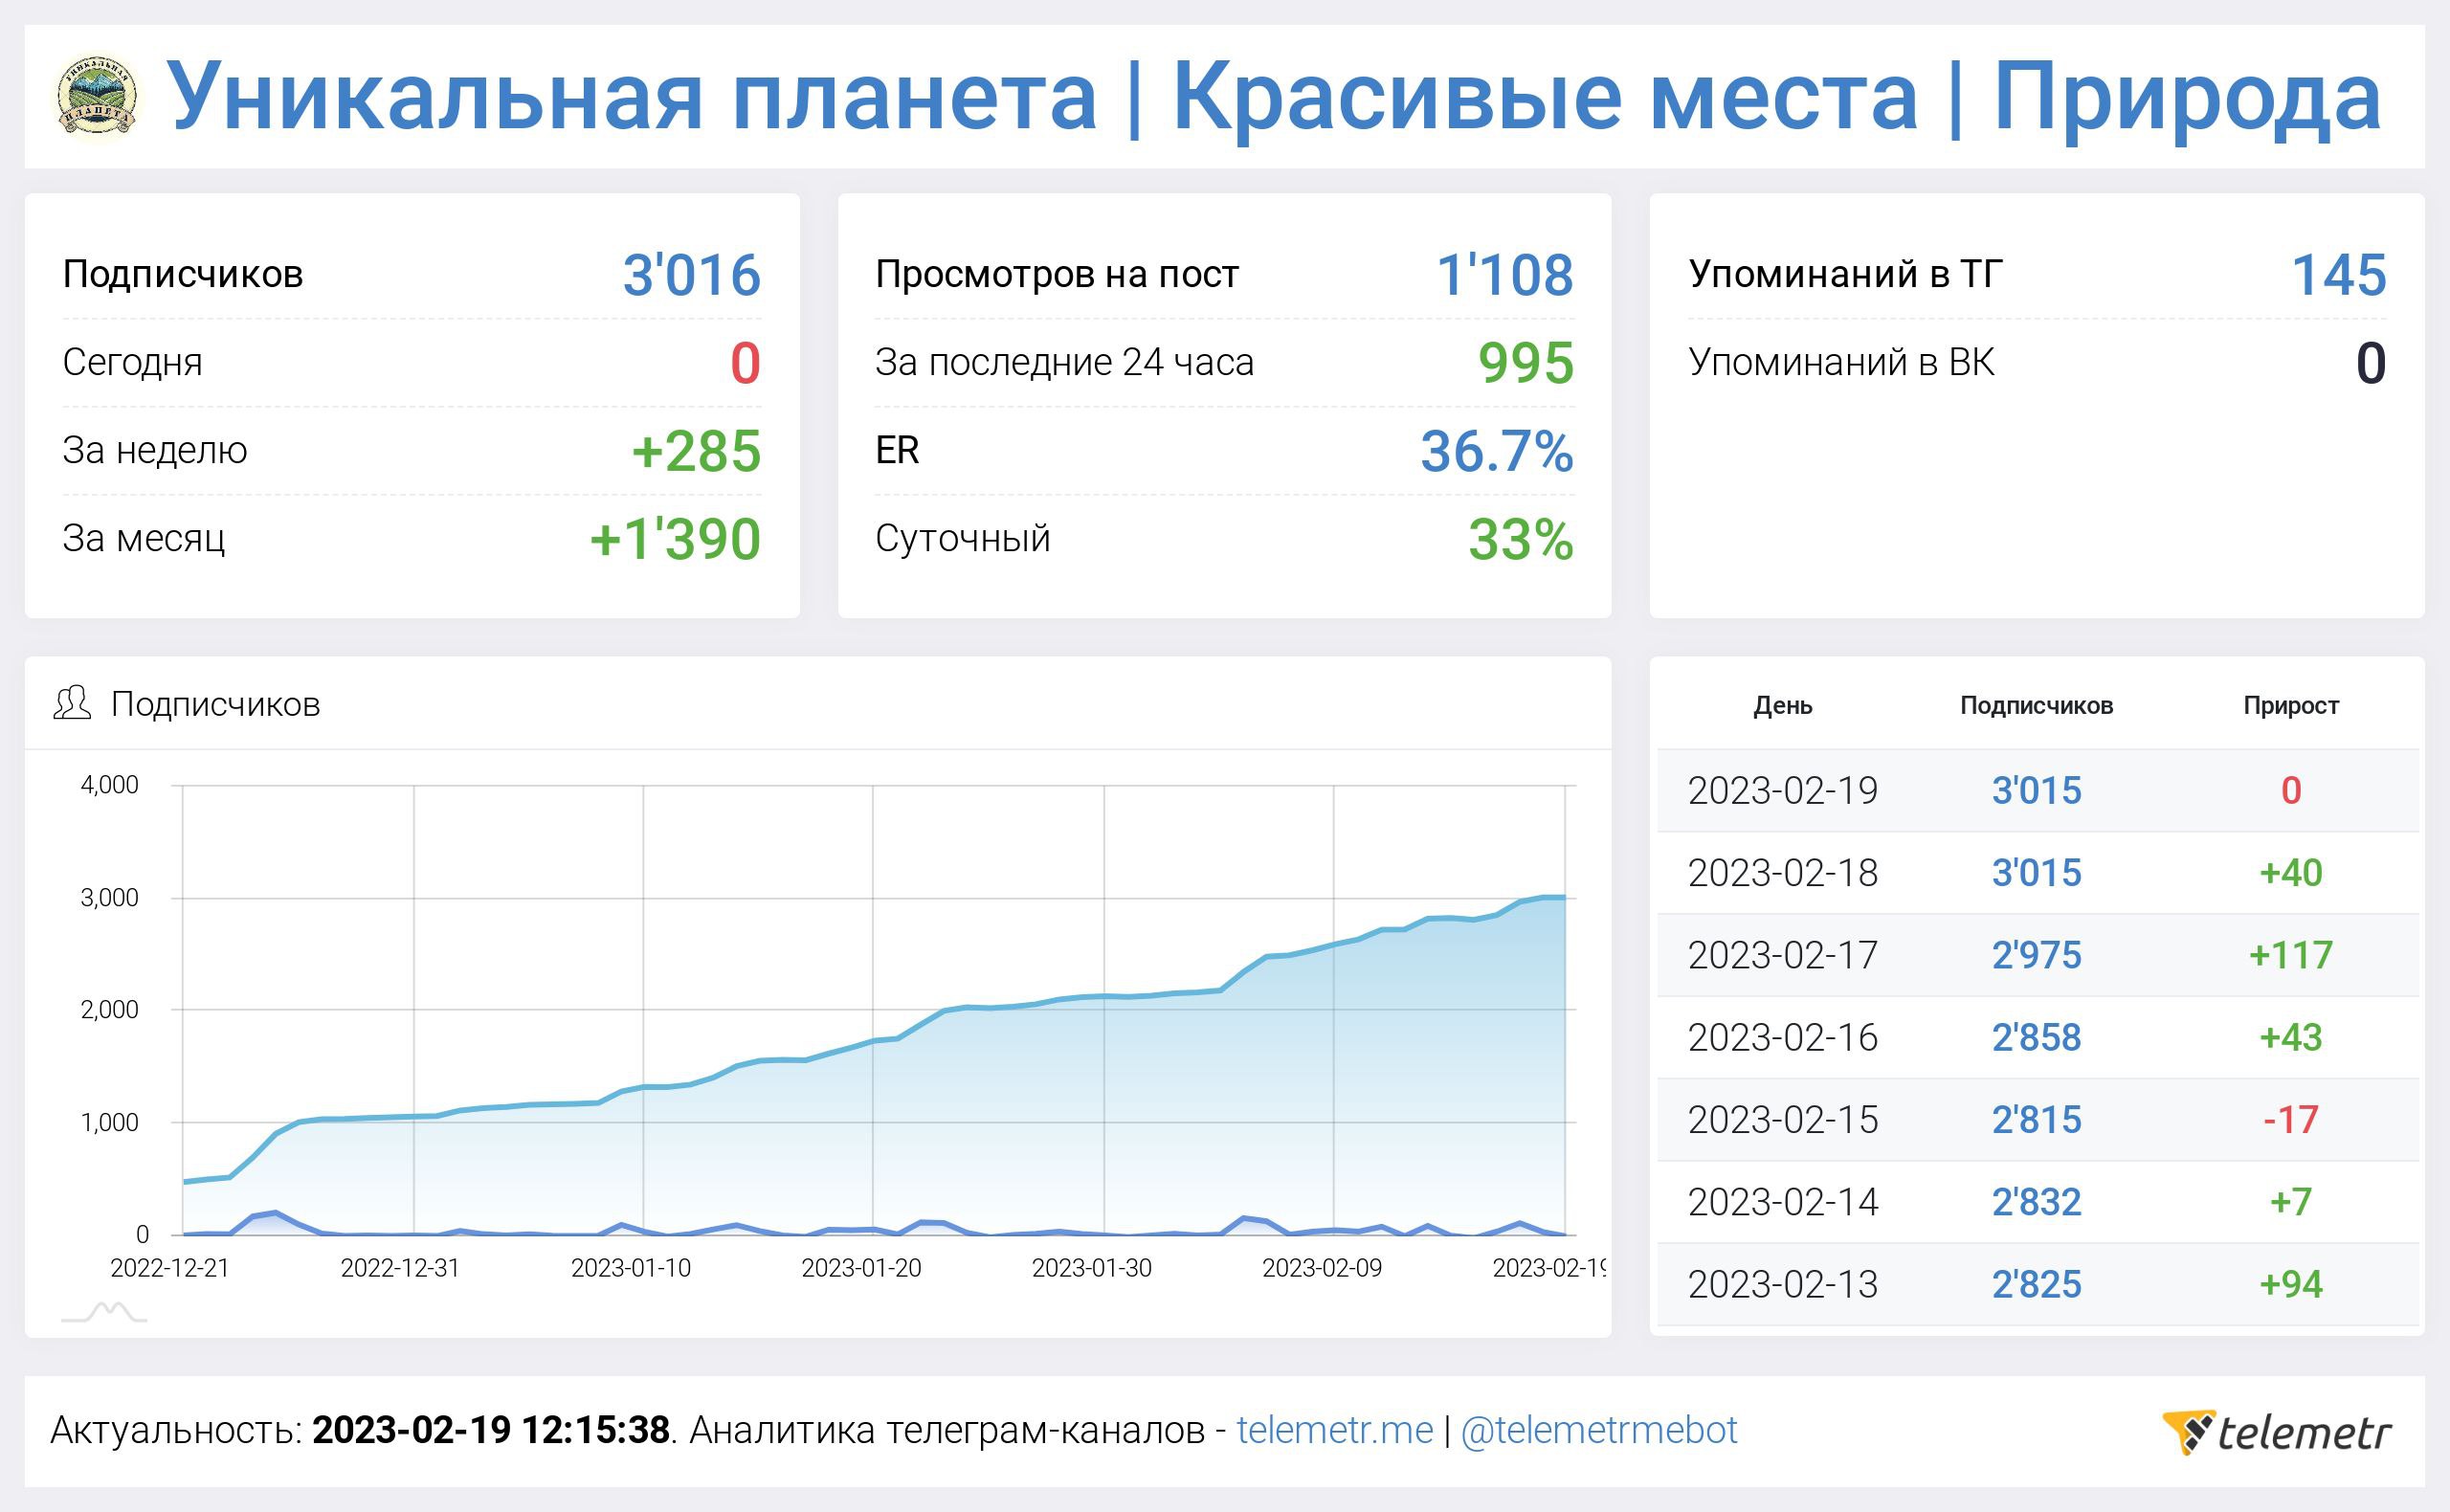 УНИКАЛЬНАЯ
ПЛАНЕТА
Уникальная планета | Красивые места | Природа
Подписчиков 3'016
Сегодня 0
За неделю +285
За месяц +1'390
Просмотров на пост 1'108
За последние 24 часа 995
ER 36.7%
Суточный 33%
Упоминаний в ТГ 145
Упоминаний в ВК 0
Подписчиков
4,000
3,000
2,000
1,000
0
2022-12-21 2022-12-31 2023-01-10 2023-01-20 2023-01-30 2023-02-09 2023-02-19
День Подписчиков Прирост
2023-02-19 3'015 0
2023-02-18 3'015 +40
2023-02-17 2'975 +117
2023-02-16 2'858 +43
2023-02-15 2'815 -17
2023-02-14 2'832 +7
2023-02-13 2'825 +94
Актуальность: 2023-02-19 12:15:38. Аналитика телеграм-каналов - telemetr.me | @telemetrmebot
telemetr